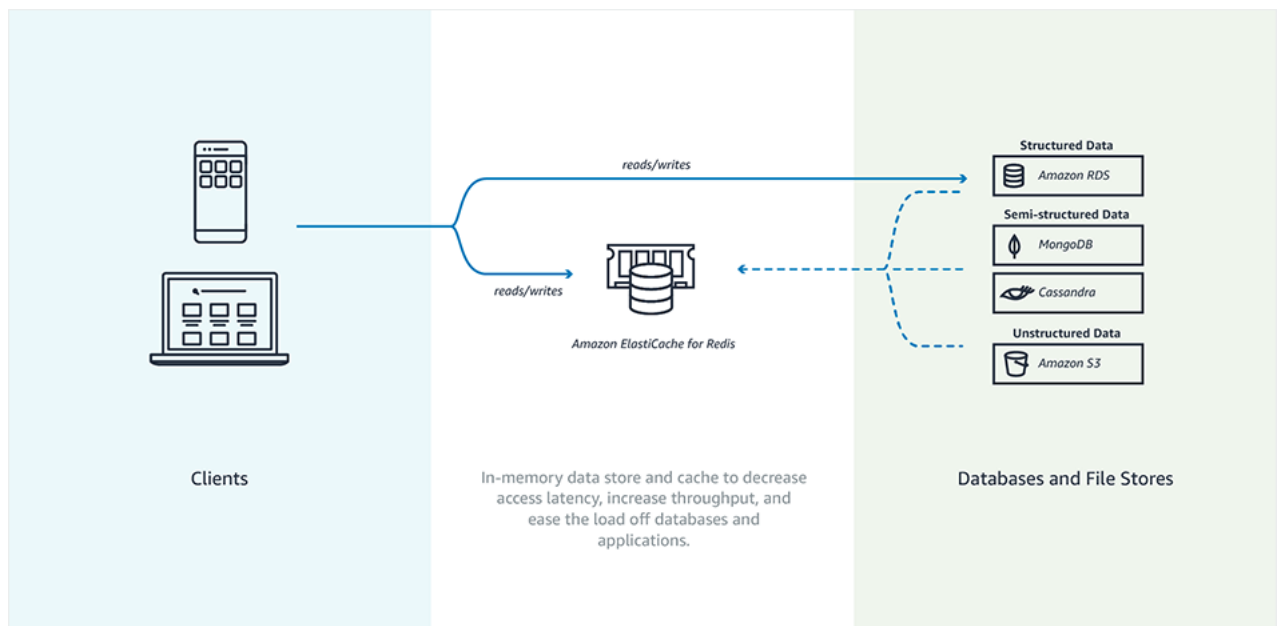 reads/writes
reads/writes
Amazon ElastiCache for Redis
Structured Data
Amazon RDS
Semi-structured Data
MongoDB
Cassandra
Unstructured Data
Amazon S3
Clients
In-memory data store and cache to decrease
access latency, increase throughput, and
ease the load off databases and
applications.
Databases and File Stores